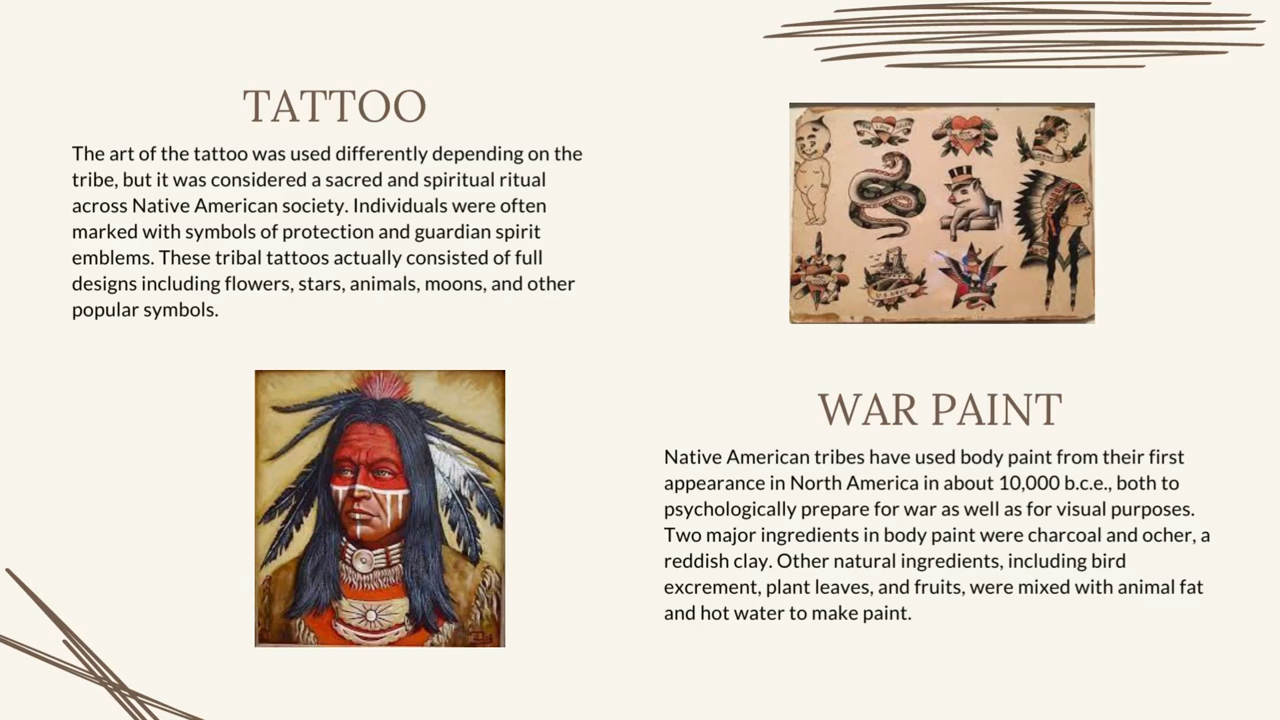 TATTOO
The art of the tattoo was used differently depending on the
tribe, but it was considered a sacred and spiritual ritual
across Native American society. Individuals were often
marked with symbols of protection and guardian spirit
emblems. These tribal tattoos actually consisted of full
designs including flowers, stars, animals, moons, and other
popular symbols.
WAR PAINT
Native American tribes have used body paint from their first
appearance in North America in about 10,000 b.c.e., both to
psychologically prepare for war as well as for visual purposes.
Two major ingredients in body paint were charcoal and ocher, a
reddish clay. Other natural ingredients, including bird
excrement, plant leaves, and fruits, were mixed with animal fat
and hot water to make paint.